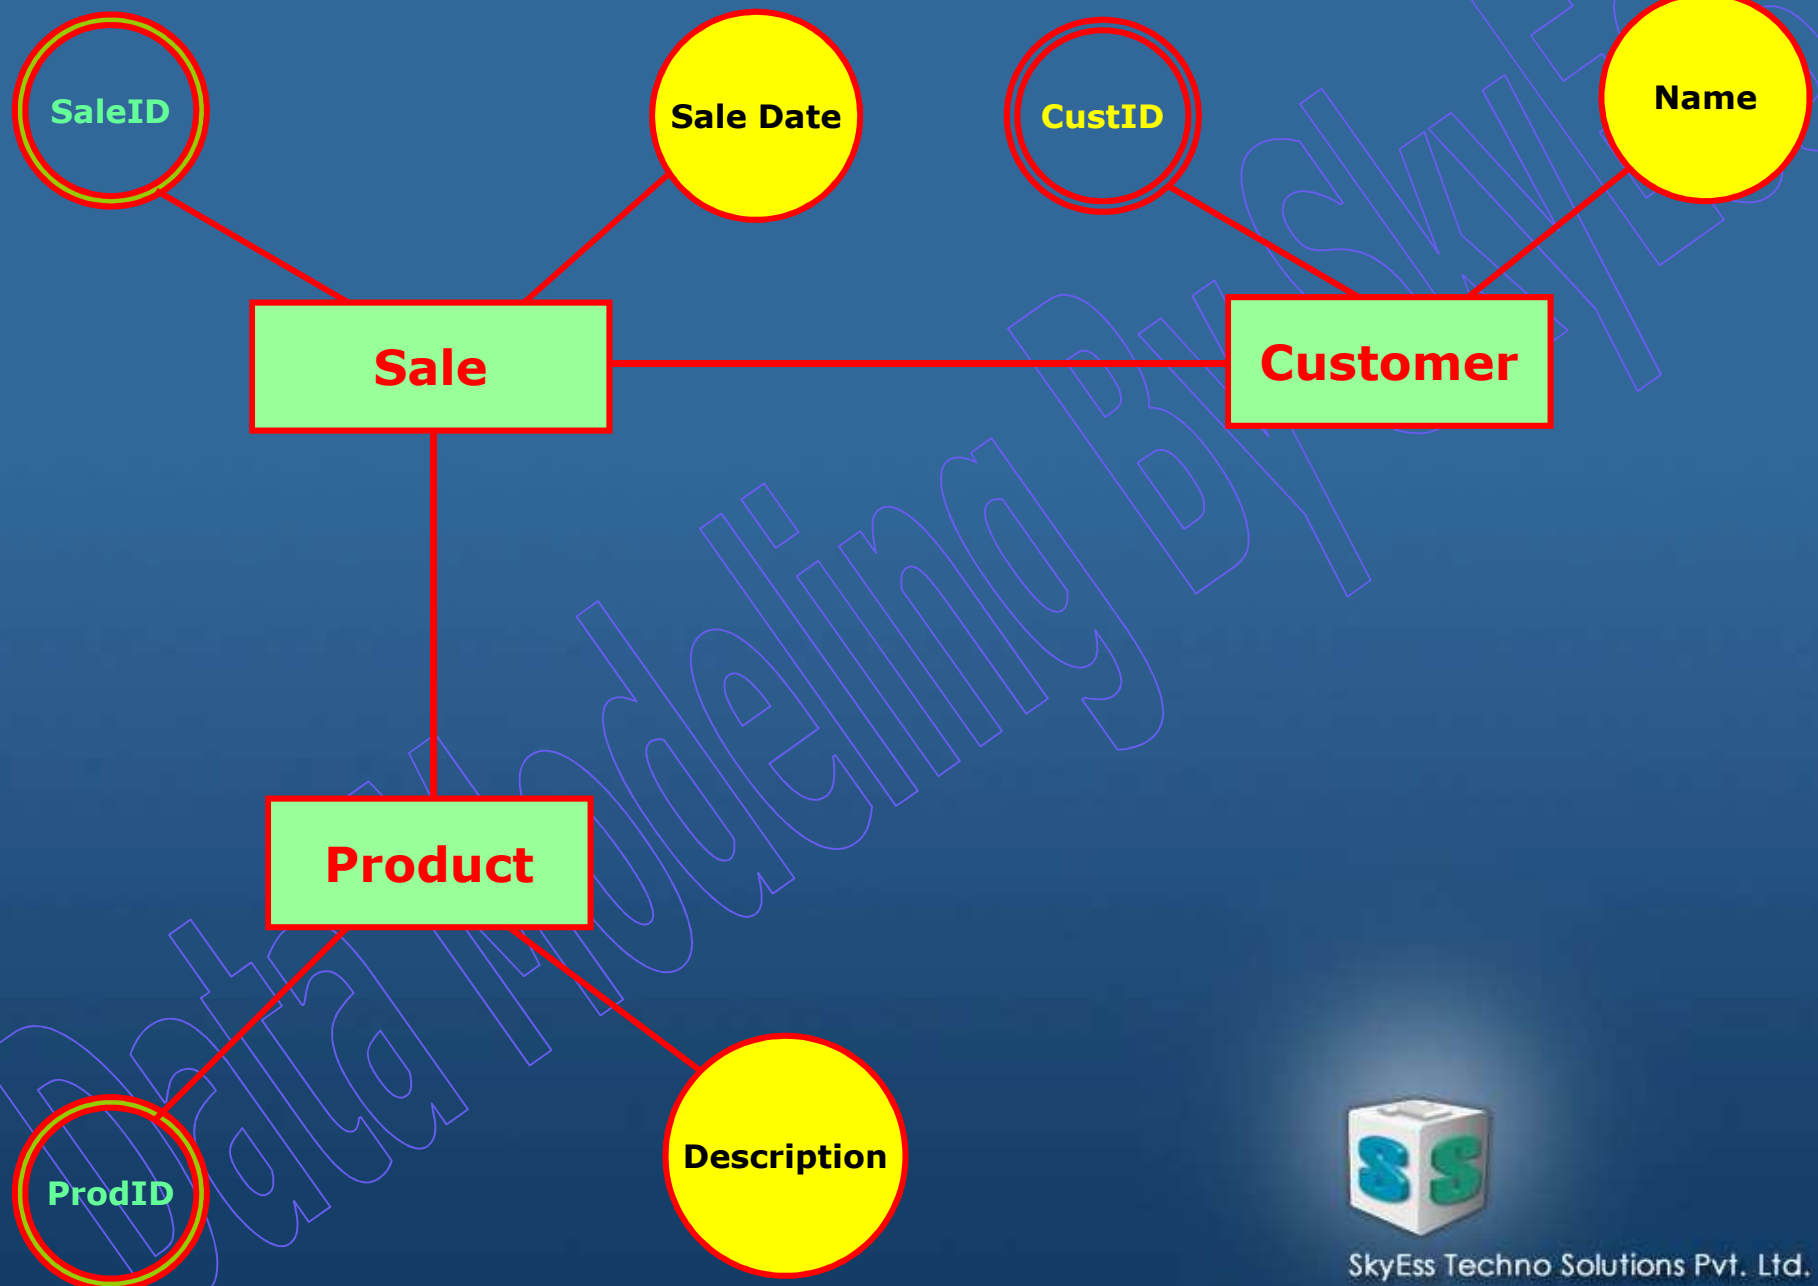 SaleID
Sale Date
CustID
Name
Sale
Customer
Product
ProdID
Description
Data Modeling By SkyEss
SS
SkyEss Techno Solutions Pvt. Ltd.